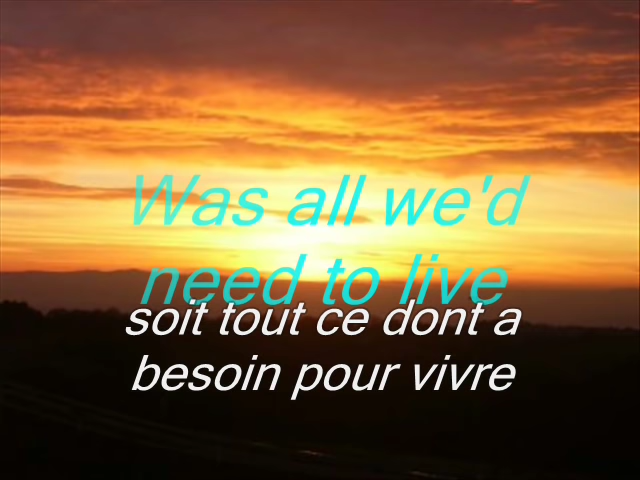 Was all we'd
need to live
soit tout ce dont a
besoin pour vivre